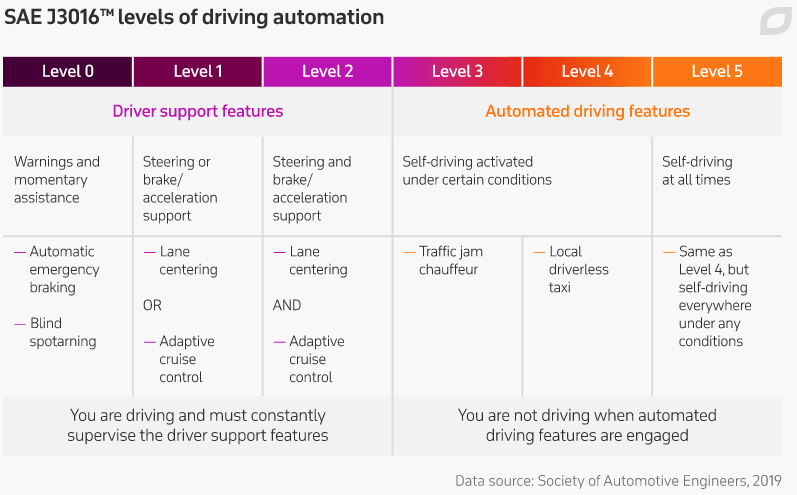 SAE J3016™ levels of driving automation
Level 0
Level 1
Level 2
Level 3
Level 4
Level 5
Driver support features
Automated driving features
Warnings and
momentary
assistance
Steering or
brake/
acceleration
support
Steering and
brake/
acceleration
support
Self-driving activated
under certain conditions
Self-driving
at all times
— Automatic
emergency
braking
— Blind
spotarning
— Lane
centering
OR
— Adaptive
cruise
control
— Lane
centering
AND
— Adaptive
cruise
control
— Traffic jam
chauffeur
— Local
driverless
taxi
— Same as
Level 4, but
self-driving
everywhere
under any
conditions
You are driving and must constantly
supervise the driver support features
You are not driving when automated
driving features are engaged
Data source: Society of Automotive Engineers, 2019